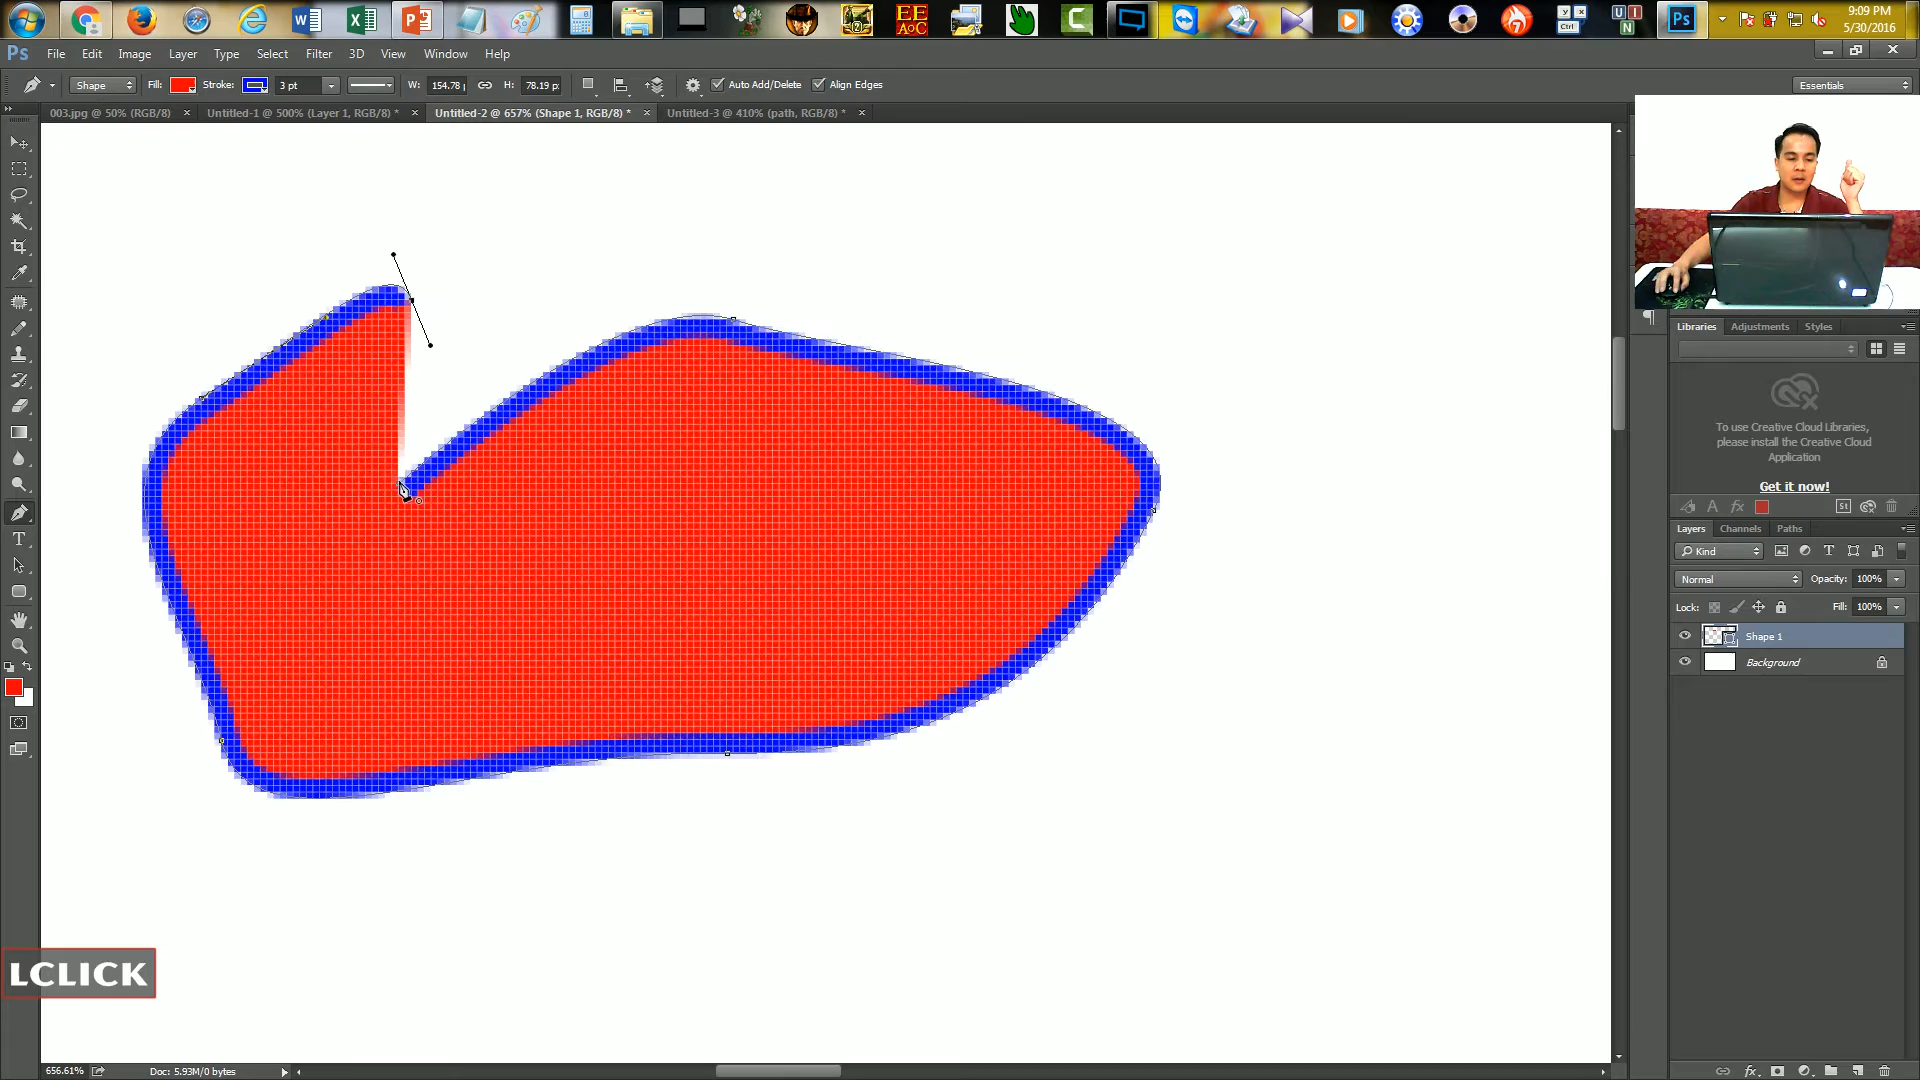 9:09 PM
5/30/2016
Ps File Edit Image Layer Type Select Filter 3D View Window Help
Shape Fill: Stroke: 3 pt W: 154.78 H: 78.19 p: Auto Add/Delete Align Edges Essentials
003.jpg @ 50% (RGB/8) × Untitled-1 @ 500% (Layer 1, RGB/8) * × Untitled-2 @ 657% (Shape 1, RGB/8) * × Untitled-3 @ 410% (path, RGB/8) * ×
Libraries Adjustments Styles
To use Creative Cloud Libraries,
please install the Creative Cloud
Application
Get it now!
St
Layers Channels Paths
Kind
Normal Opacity: 100%
Lock: Fill: 100%
Shape 1
Background
LCLICK
656.61% Doc: 5.93M/0 bytes